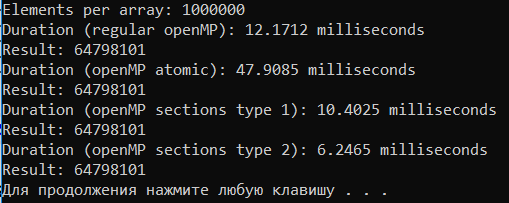 Elements per array: 1000000
Duration (regular openMP): 12.1712 milliseconds
Result: 64798101
Duration (openMP atomic): 47.9085 milliseconds
Result: 64798101
Duration (openMP sections type 1): 10.4025 milliseconds
Result: 64798101
Duration (openMP sections type 2): 6.2465 milliseconds
Result: 64798101
Для продолжения нажмите любую клавишу . . .